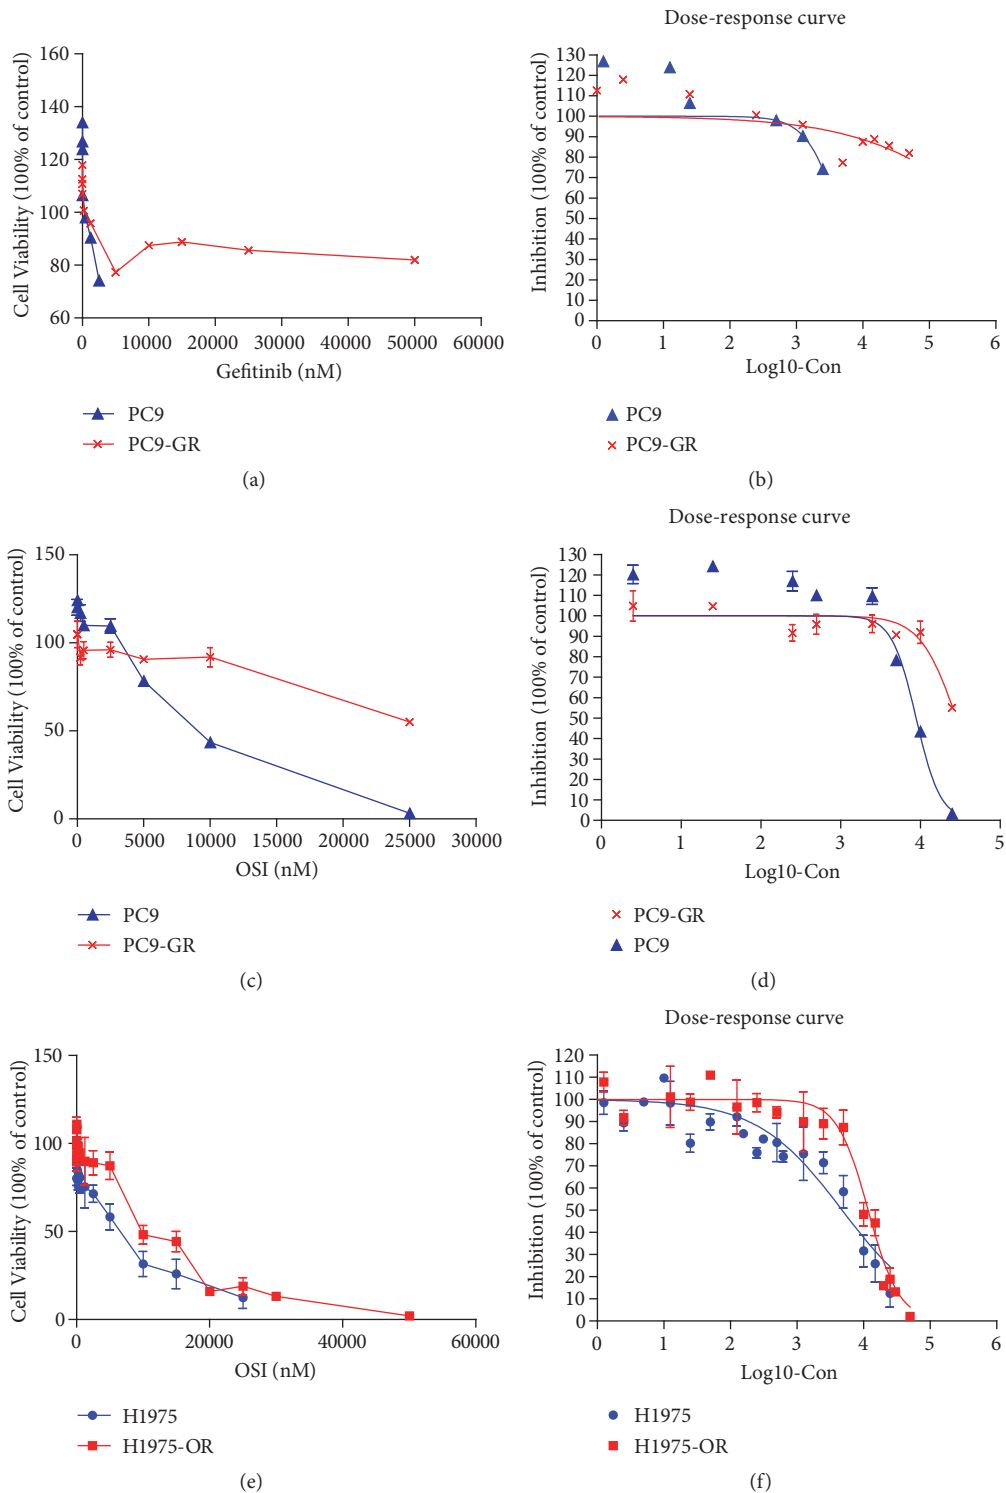 Cell Viability (100% of control)
160
140
120
100
80
60
0
10000
20000
30000
40000
50000
60000
Gefitinib (nM)
PC9
PC9-GR
(a)
Dose-response curve
Inhibition (100% of control)
130
120
110
100
90
80
70
60
50
40
30
20
10
0
0
1
2
3
4
5
6
Log10-Con
PC9
PC9-GR
(b)
Cell Viability (100% of control)
150
100
50
0
0
5000
10000
15000
20000
25000
30000
OSI (nM)
PC9
PC9-GR
(c)
Dose-response curve
Inhibition (100% of control)
130
120
110
100
90
80
70
60
50
40
30
20
10
0
0
1
2
3
4
5
Log10-Con
PC9-GR
PC9
(d)
Cell Viability (100% of control)
150
100
50
0
0
20000
40000
60000
OSI (nM)
H1975
H1975-OR
(e)
Dose-response curve
Inhibition (100% of control)
120
110
100
90
80
70
60
50
40
30
20
10
0
0
1
2
3
4
5
6
Log10-Con
H1975
H1975-OR
(f)